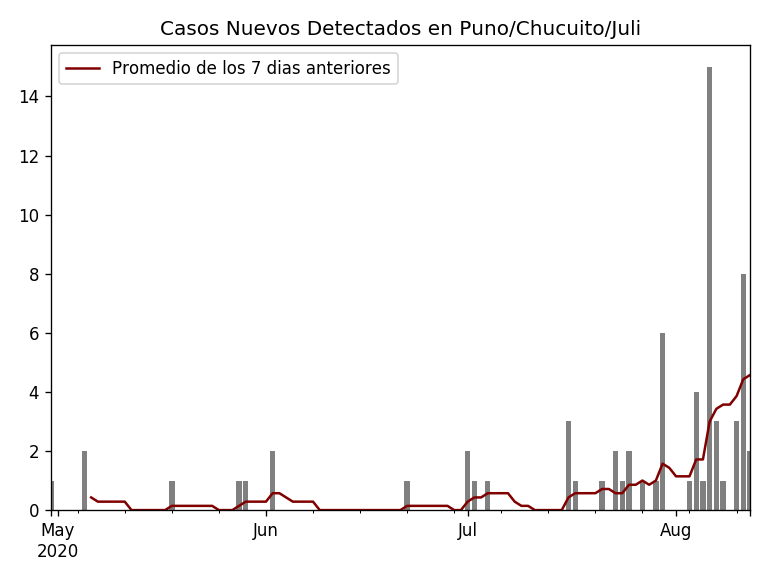 Casos Nuevos Detectados en Puno/Chucuito/Juli
Promedio de los 7 dias anteriores
14
12
10
8
6
4
2
0
May
2020
Jun
Jul
Aug